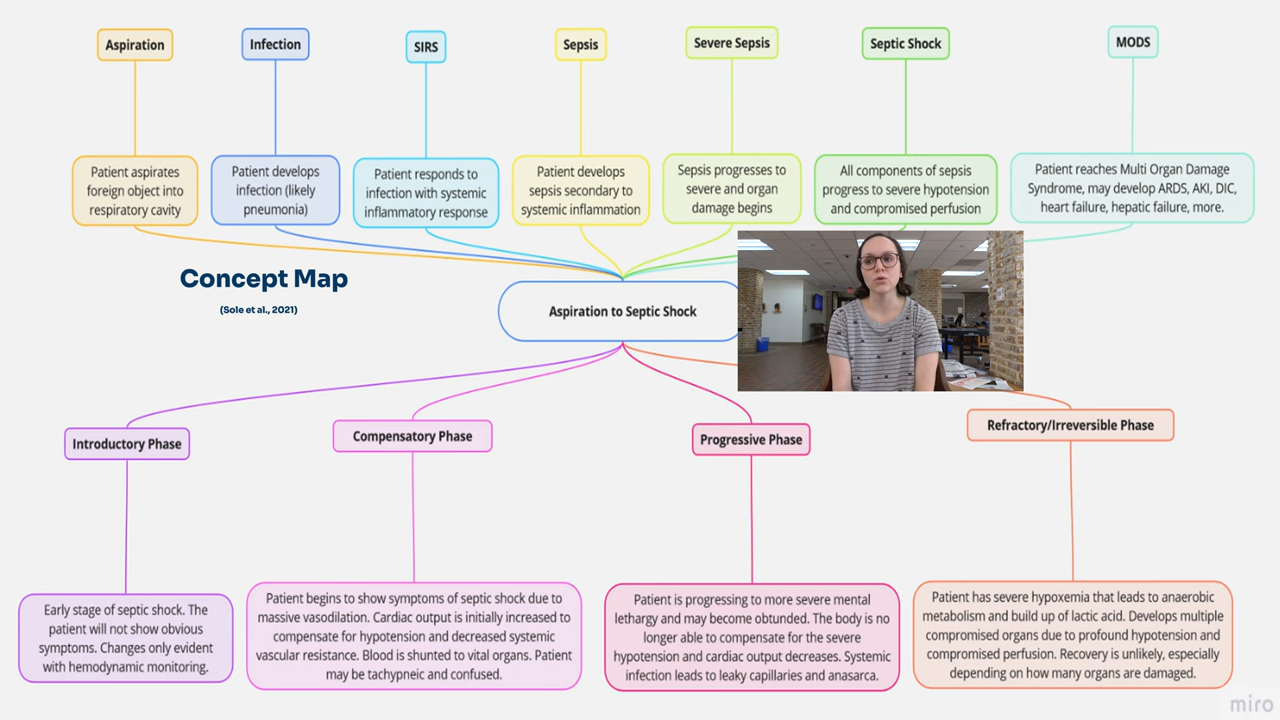 Aspiration
Infection
SIRS
Sepsis
Severe Sepsis
Septic Shock
MODS
Patient aspirates
foreign object into
respiratory cavity
Patient develops
infection (likely
pneumonia)
Patient responds to
infection with systemic
inflammatory response
Patient develops
sepsis secondary to
systemic inflammation
Sepsis progresses to
severe and organ
damage begins
All components of sepsis
progress to severe hypotension
and compromised perfusion
Patient reaches Multi Organ Damage
Syndrome, may develop ARDS, AKI, DIC,
heart failure, hepatic failure, more.
Concept Map
(Sole et al., 2021)
Aspiration to Septic Shock
Introductory Phase
Compensatory Phase
Progressive Phase
Refractory/Irreversible Phase
Early stage of septic shock. The
patient will not show obvious
symptoms. Changes only evident
with hemodynamic monitoring.
Patient begins to show symptoms of septic shock due to
massive vasodilation. Cardiac output is initially increased to
compensate for hypotension and decreased systemic
vascular resistance. Blood is shunted to vital organs. Patient
may be tachypneic and confused.
Patient is progressing to more severe mental
lethargy and may become obtunded. The body is no
longer able to compensate for the severe
hypotension and cardiac output decreases. Systemic
infection leads to leaky capillaries and anasarca.
Patient has severe hypoxemia that leads to anaerobic
metabolism and build up of lactic acid. Develops multiple
compromised organs due to profound hypotension and
compromised perfusion. Recovery is unlikely, especially
depending on how many organs are damaged.
miro